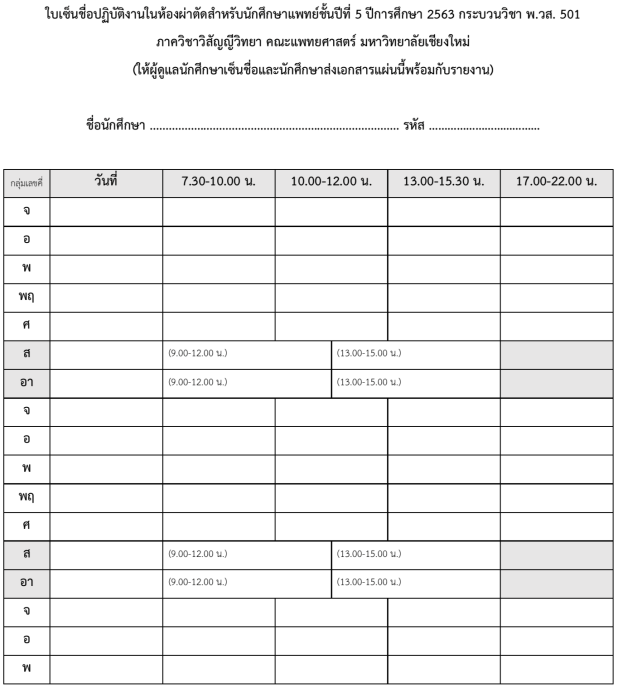 ใบเซ็นชื่อปฏิบัติงานในห้องผ่าตัดสำหรับนักศึกษาแพทย์ชั้นปีที่ 5 ปีการศึกษา 2563 กระบวนวิชา พ.วส. 501
ภาควิชาวิสัญญีวิทยา คณะแพทยศาสตร์ มหาวิทยาลัยเชียงใหม่
(ให้ผู้ดูแลนักศึกษาเซ็นชื่อและนักศึกษาส่งเอกสารแผ่นนี้พร้อมกับรายงาน)
ชื่อนักศึกษา ............................................................................... รหัส ...................................
กลุ่มเลขที่ วันที่ 7.30-10.00 น. 10.00-12.00 น. 13.00-15.30 น. 17.00-22.00 น.
จ
อ
พ
พฤ
ศ
ส (9.00-12.00 น.) (13.00-15.00 น.)
อา (9.00-12.00 น.) (13.00-15.00 น.)
จ
อ
พ
พฤ
ศ
ส (9.00-12.00 น.) (13.00-15.00 น.)
อา (9.00-12.00 น.) (13.00-15.00 น.)
จ
อ
พ